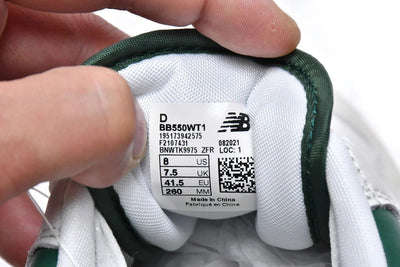 D
BB550WT1
195173942575
F2107431 082021
BNWTK9975 ZFR LOC: 1
8 US
7.5 UK
41.5 EU
260 MM
Made in China
Fabriqué en China